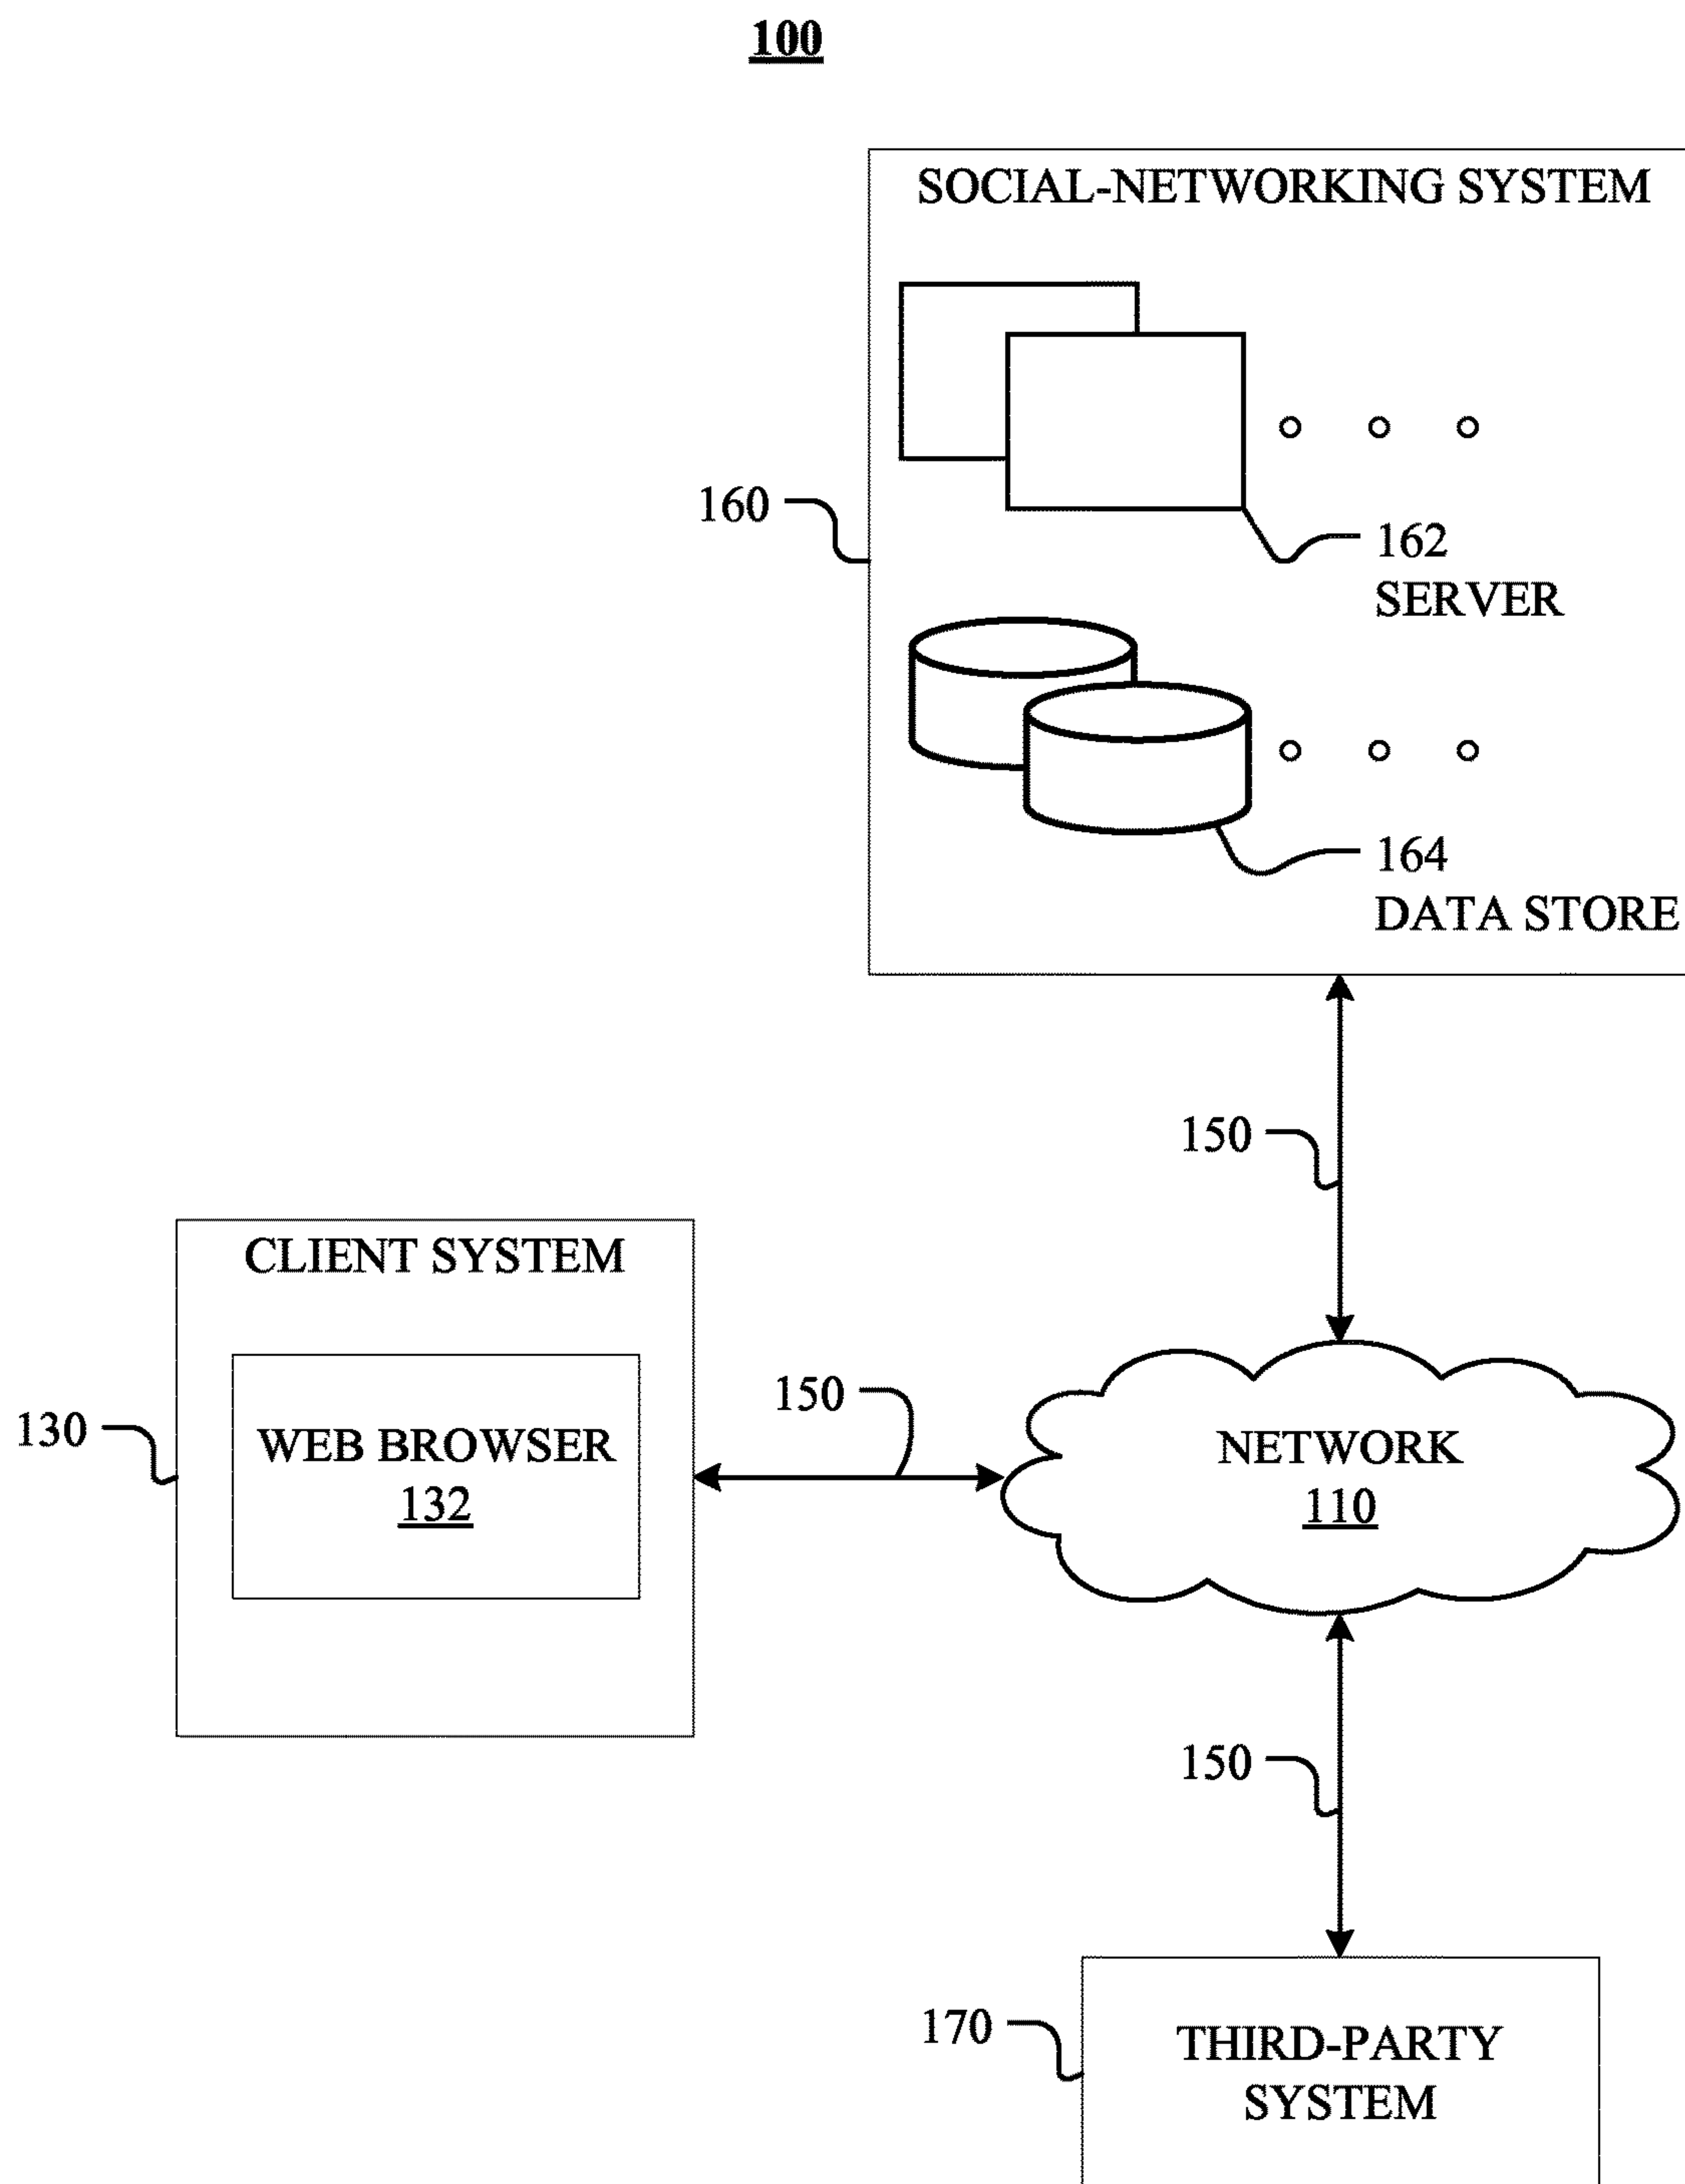 100
SOCIAL-NETWORKING SYSTEM
160
162
SERVER
164
DATA STORE
150
CLIENT SYSTEM
130
WEB BROWSER
132
150
NETWORK
110
150
170
THIRD-PARTY
SYSTEM